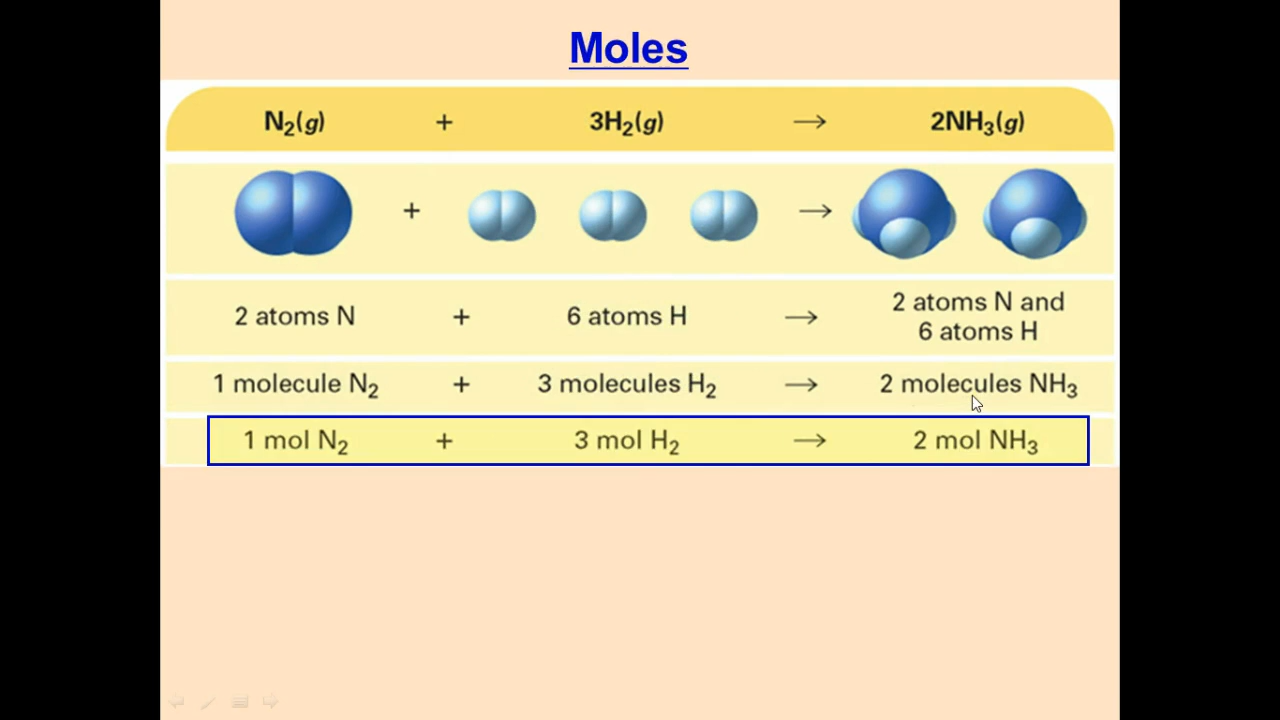 Moles
N₂(g) + 3H₂(g) → 2NH₃(g)
+ →
2 atoms N + 6 atoms H → 2 atoms N and
6 atoms H
1 molecule N₂ + 3 molecules H₂ → 2 molecules NH₃
1 mol N₂ + 3 mol H₂ → 2 mol NH₃